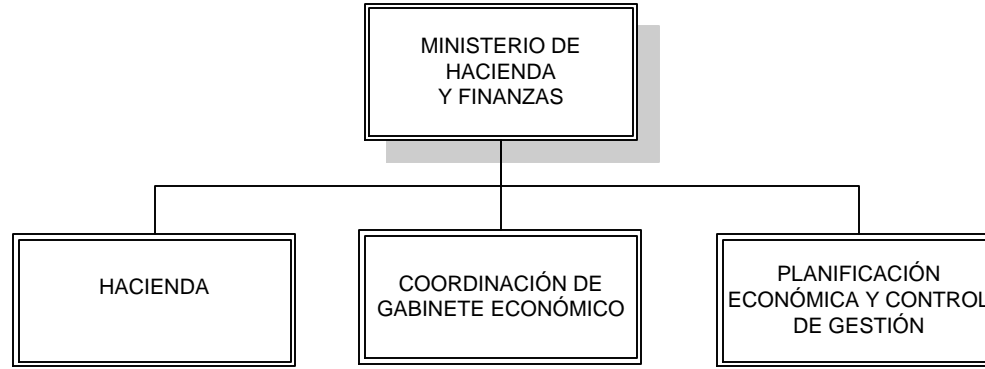 MINISTERIO DE
HACIENDA
Y FINANZAS
HACIENDA
COORDINACIÓN DE
GABINETE ECONÓMICO
PLANIFICACIÓN
ECONÓMICA Y CONTROL
DE GESTIÓN